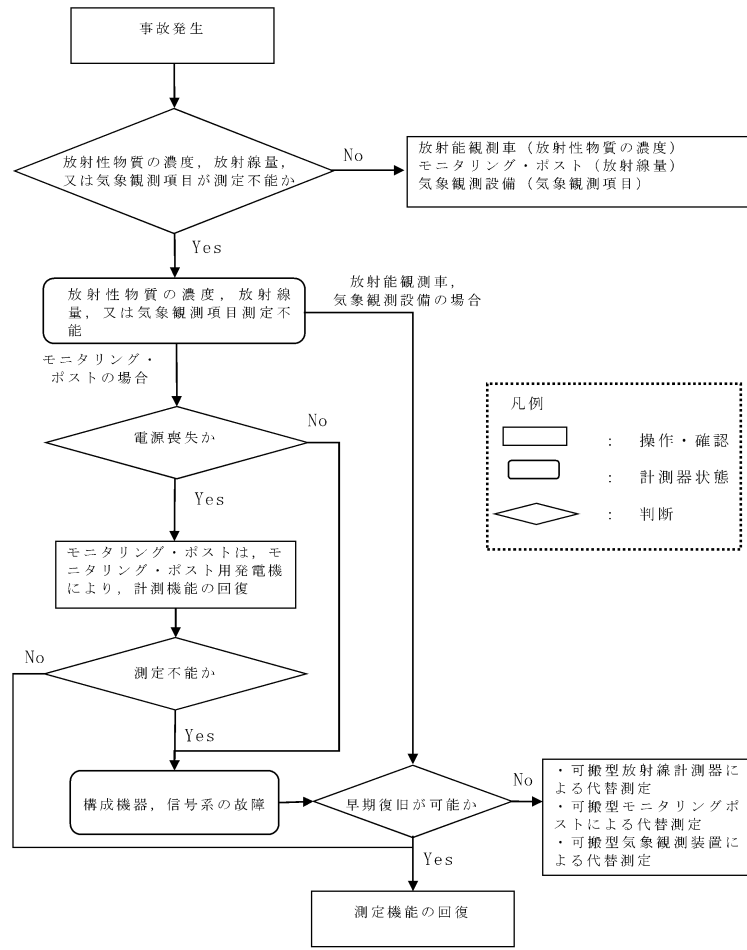 事故発生
放射性物質の濃度，放射線量，
又は気象観測項目が測定不能か
No
放射能観測車（放射性物質の濃度）
モニタリング・ポスト（放射線量）
気象観測設備（気象観測項目）
Yes
放射性物質の濃度，放射線
量，又は気象観測項目測定不
能
放射能観測車，
気象観測設備の場合
モニタリング・
ポストの場合
電源喪失か
No
Yes
凡例
： 操作・確認
： 計測器状態
： 判断
モニタリング・ポストは，モ
ニタリング・ポスト用発電機
により，計測機能の回復
No
測定不能か
Yes
構成機器，信号系の故障
早期復旧が可能か
No
・可搬型放射線計測器に
よる代替測定
・可搬型モニタリングポ
ストによる代替測定
・可搬型気象観測装置に
よる代替測定
Yes
測定機能の回復